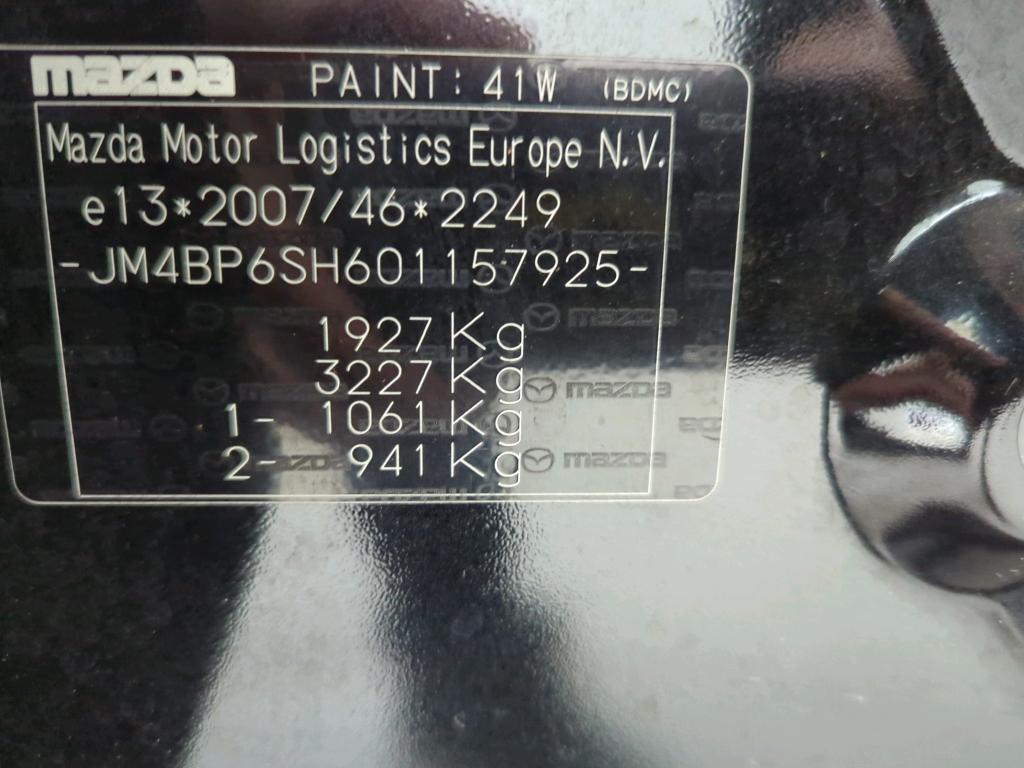 mazda PAINT: 41W (BDMC)
Mazda Motor Logistics Europe N.V.
e13*2007/46*2249
-JM4BP6SH601157925-
1927 Kg
3227 Kg
1- 1061 Kg
2- 941 Kg